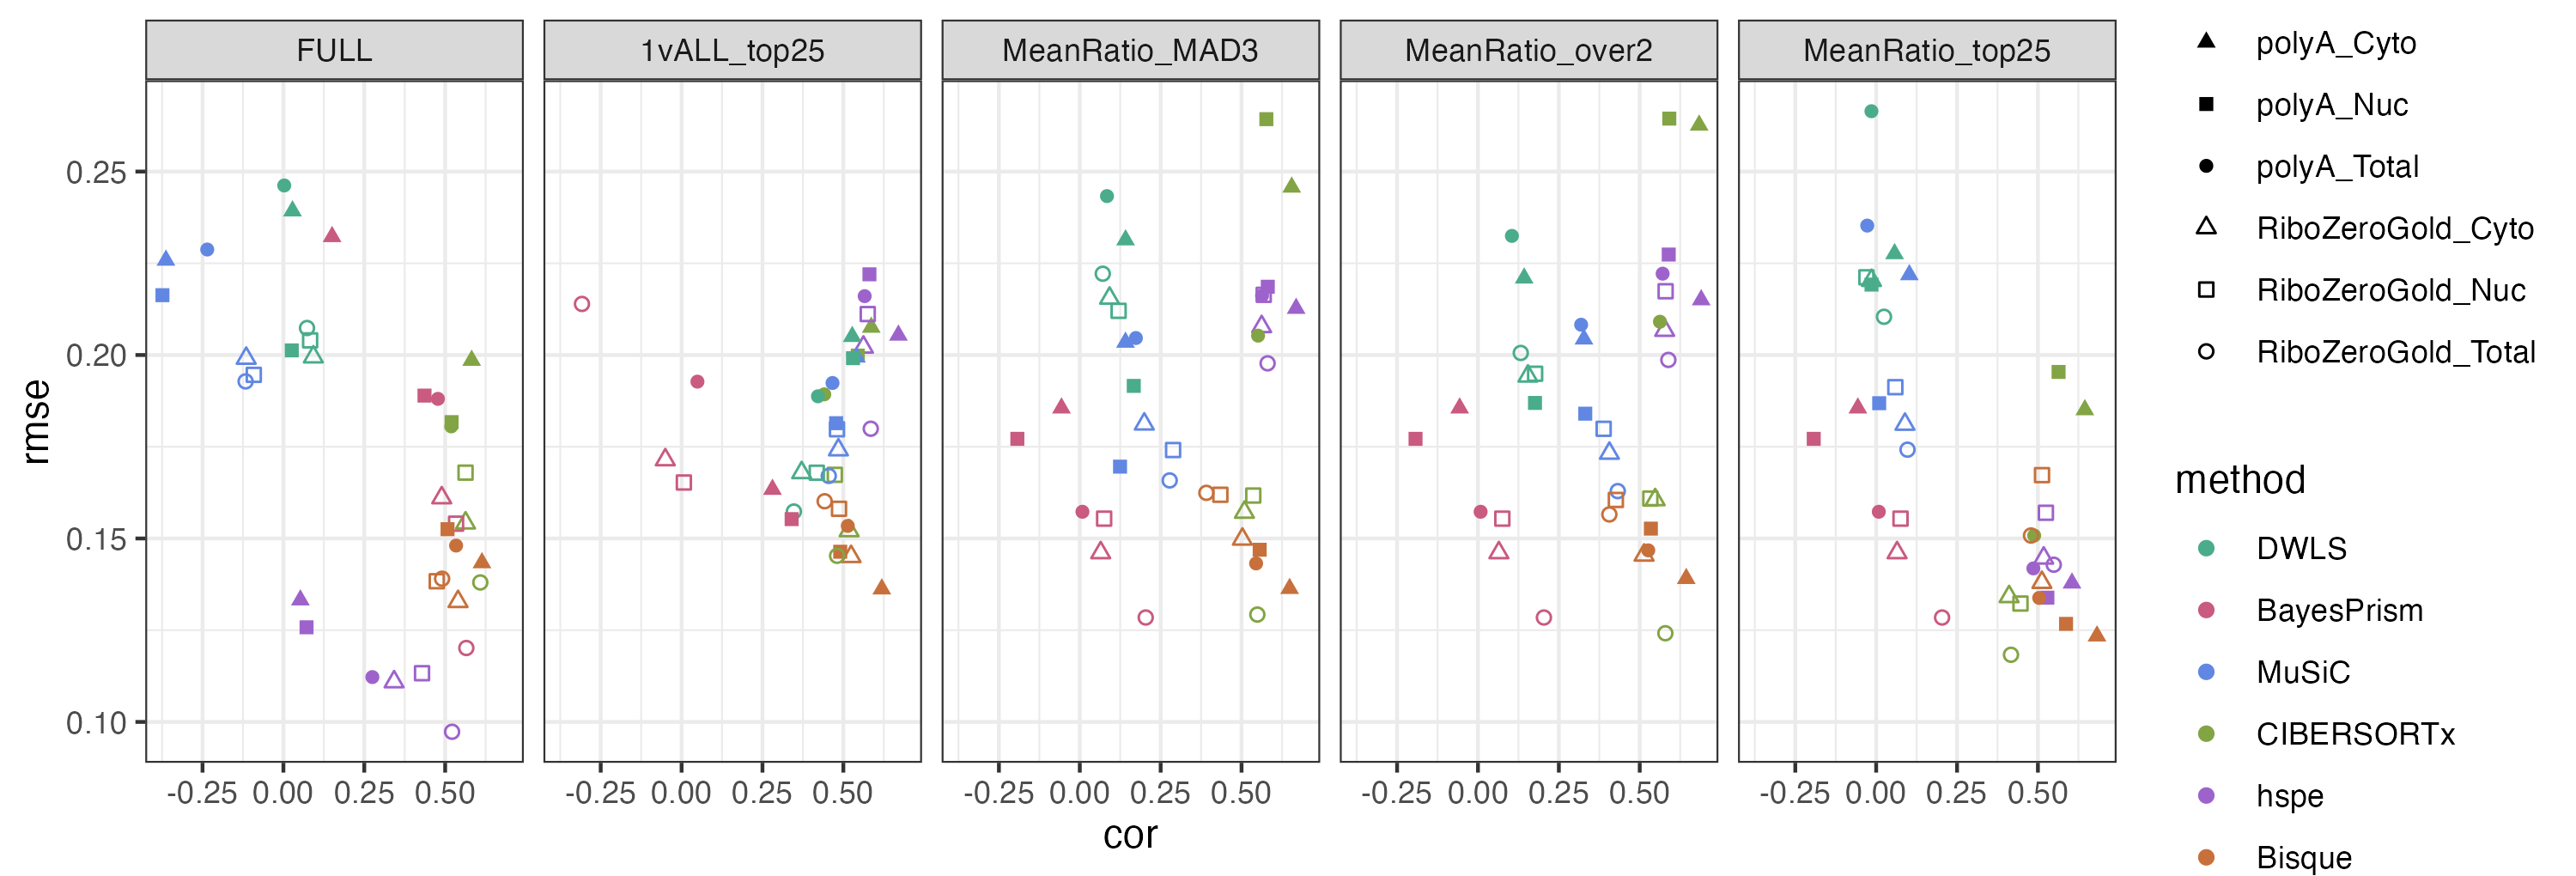 FULL
1vALL_top25
MeanRatio_MAD3
MeanRatio_over2
MeanRatio_top25
rmse
0.25
0.20
0.15
0.10
-0.25 0.00 0.25 0.50
-0.25 0.00 0.25 0.50
-0.25 0.00 0.25 0.50
-0.25 0.00 0.25 0.50
-0.25 0.00 0.25 0.50
cor
polyA_Cyto
polyA_Nuc
polyA_Total
RiboZeroGold_Cyto
RiboZeroGold_Nuc
RiboZeroGold_Total
method
DWLS
BayesPrism
MuSiC
CIBERSORTx
hspe
Bisque